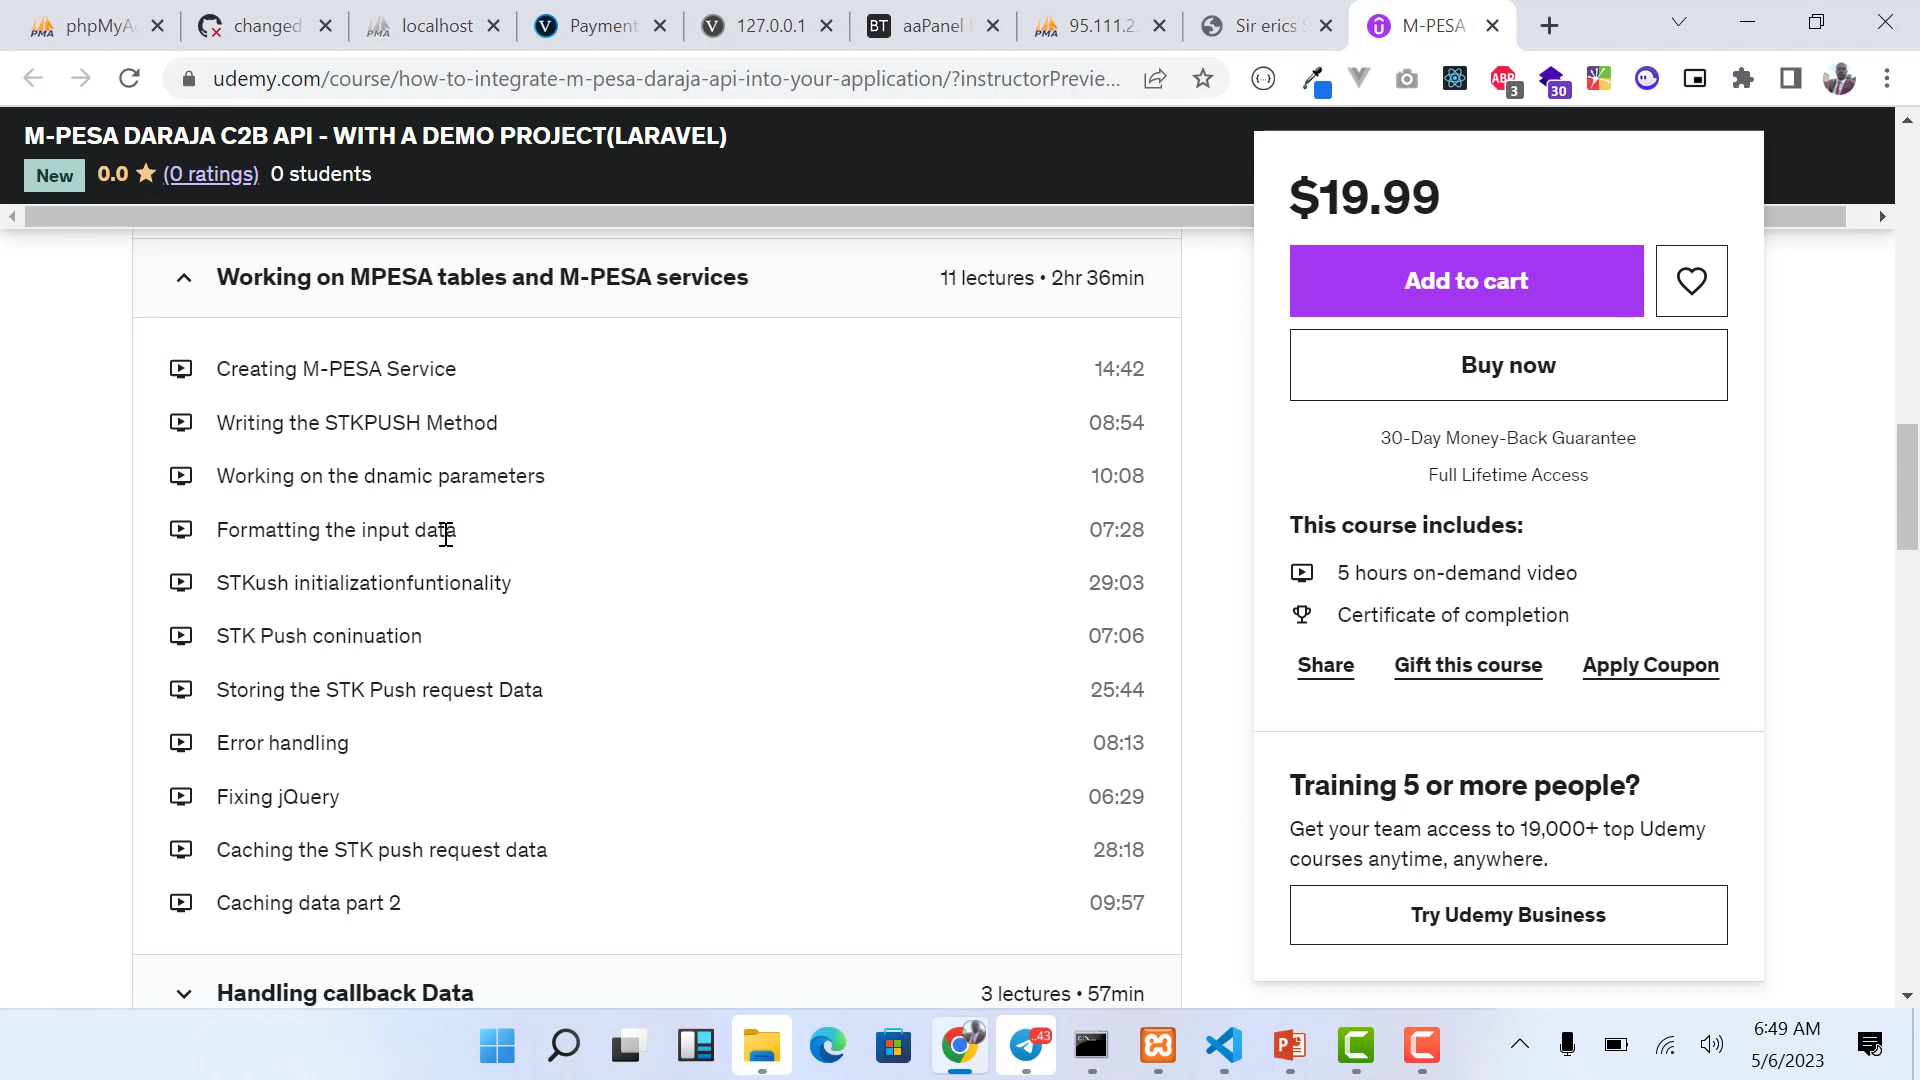 phpMyA
changed
localhost
Payment
127.0.0.1
aaPanel
95.111.2
Sir erics S
M-PESA
udemy.com/course/how-to-integrate-m-pesa-daraja-api-into-your-application/?instructorPrevie...
ABP
3
30
M-PESA DARAJA C2B API - WITH A DEMO PROJECT(LARAVEL)
New 0.0 (0 ratings) 0 students
Working on MPESA tables and M-PESA services 11 lectures • 2hr 36min
Creating M-PESA Service 14:42
Writing the STKPUSH Method 08:54
Working on the dnamic parameters 10:08
Formatting the input data 07:28
STKush initializationfuntionality 29:03
STK Push coninuation 07:06
Storing the STK Push request Data 25:44
Error handling 08:13
Fixing jQuery 06:29
Caching the STK push request data 28:18
Caching data part 2 09:57
Handling callback Data 3 lectures • 57min
$19.99
Add to cart
Buy now
30-Day Money-Back Guarantee
Full Lifetime Access
This course includes:
5 hours on-demand video
Certificate of completion
Share Gift this course Apply Coupon
Training 5 or more people?
Get your team access to 19,000+ top Udemy
courses anytime, anywhere.
Try Udemy Business
43
6:49 AM
5/6/2023